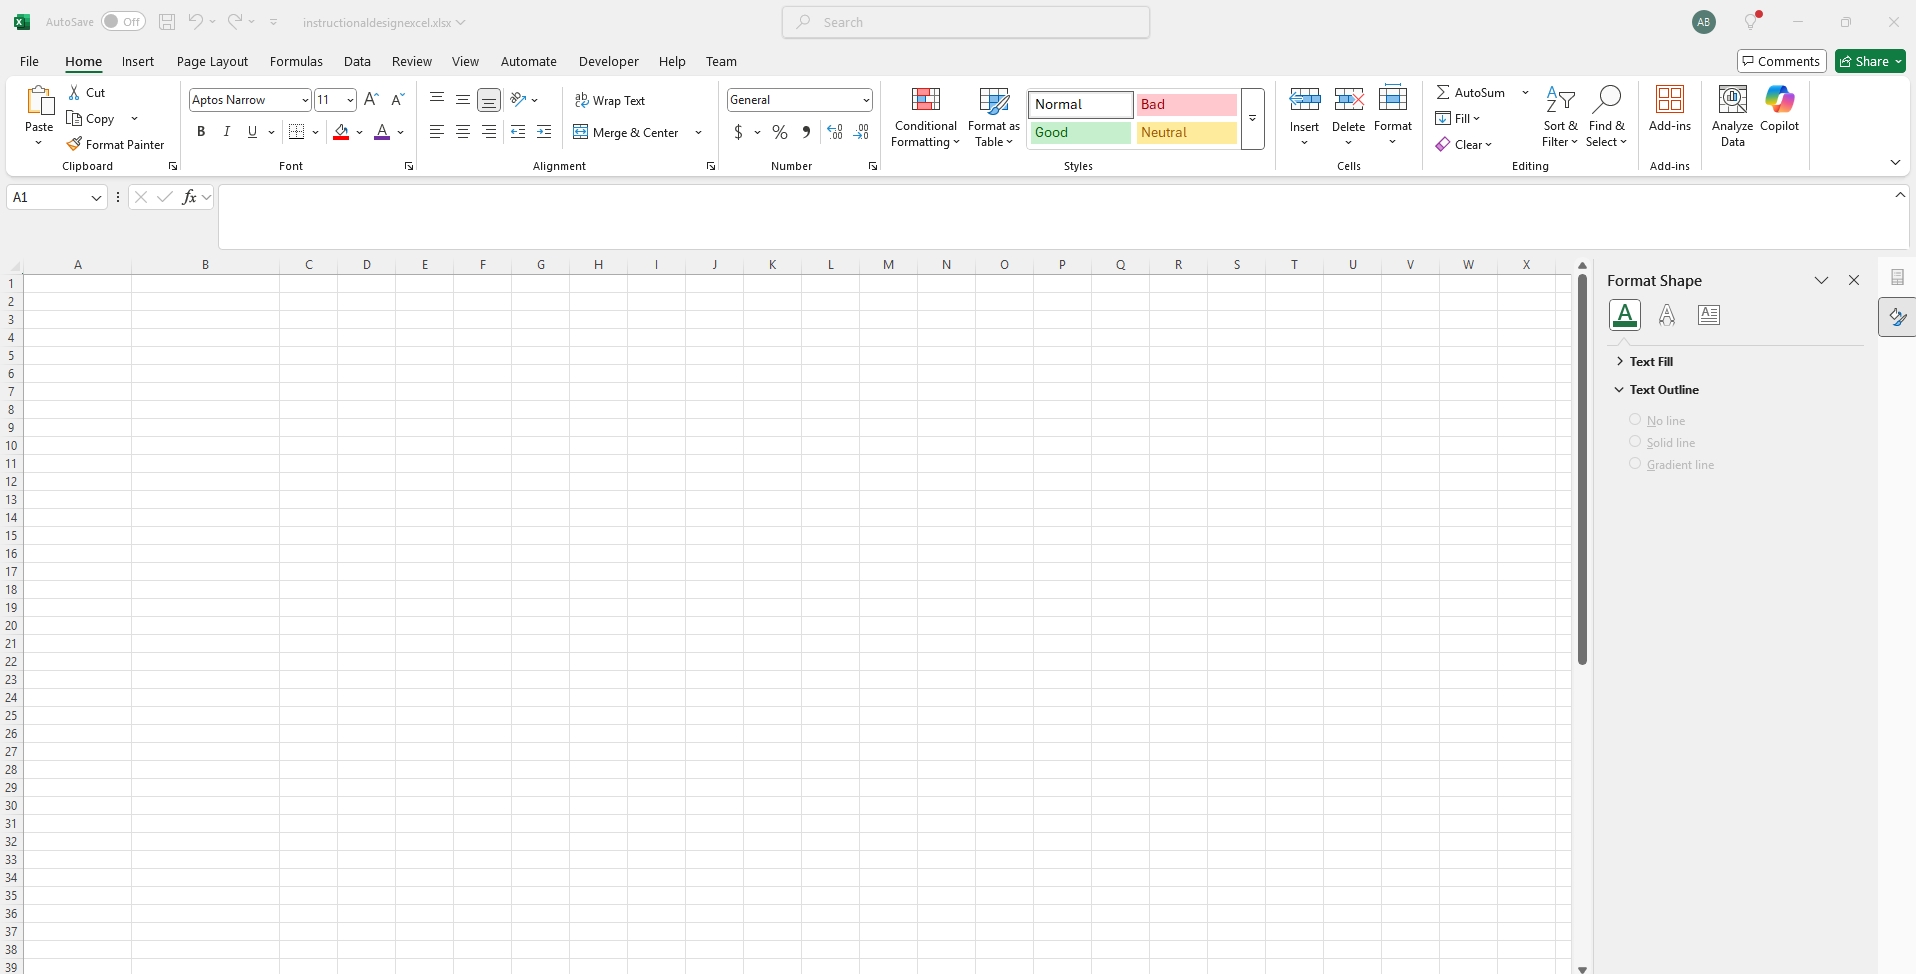 AutoSave Off instructionaldesignexcel.xlsx Search AB
File Home Insert Page Layout Formulas Data Review View Automate Developer Help Team Comments Share
Paste
Cut
Copy
Format Painter
Clipboard
Aptos Narrow 11
B I U
Font
Wrap Text
Merge & Center
Alignment
General
$ % ,
Number
Conditional
Formatting
Format as
Table
Normal Bad
Good Neutral
Styles
Insert Delete Format
Cells
AutoSum
Fill
Clear
Sort &
Filter
Find &
Select
Editing
Add-ins
Add-ins
Analyze
Data
Copilot
A1 fx
A B C D E F G H I J K L M N O P Q R S T U V W X
1
2
3
4
5
6
7
8
9
10
11
12
13
14
15
16
17
18
19
20
21
22
23
24
25
26
27
28
29
30
31
32
33
34
35
36
37
38
39
Format Shape
Text Fill
Text Outline
No line
Solid line
Gradient line